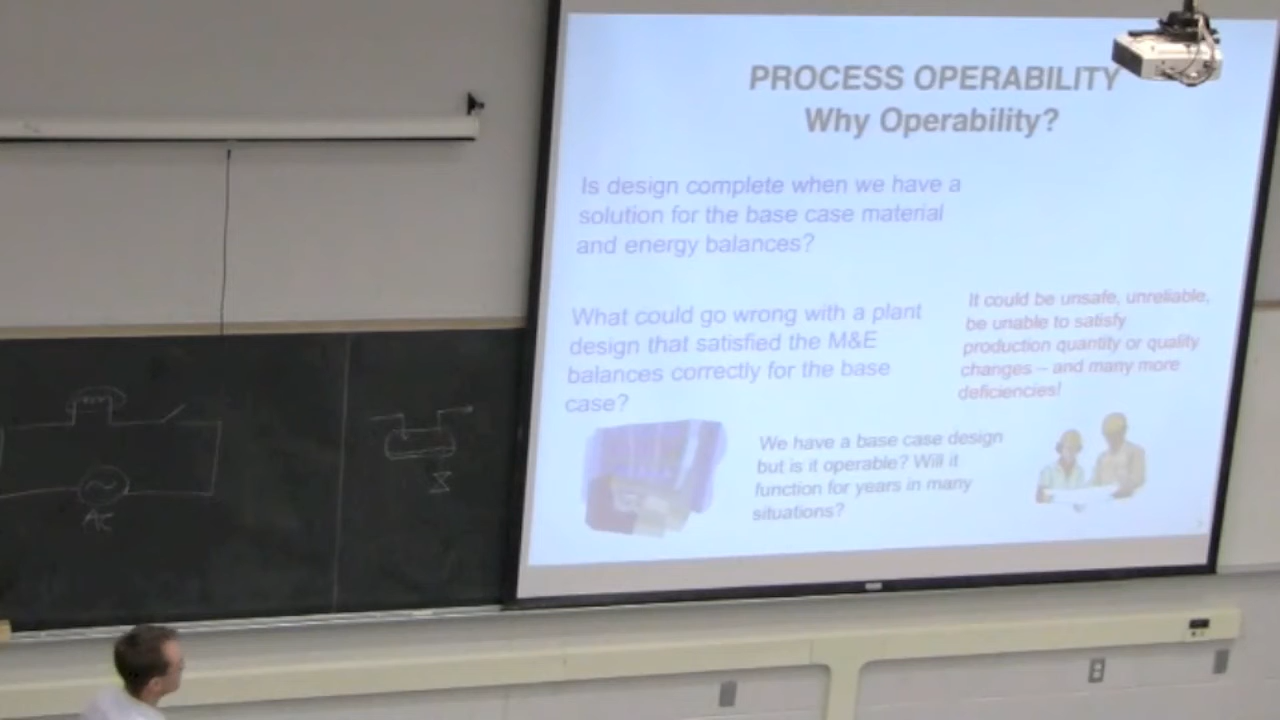 PROCESS OPERABILITY
Why Operability?
Is design complete when we have a
solution for the base case material
and energy balances?
What could go wrong with a plant
design that satisfied the M&E
balances correctly for the base
case?
It could be unsafe, unreliable,
be unable to satisfy
production quantity or quality
changes – and many more
deficiencies!
We have a base case design
but is it operable? Will it
function for years in many
situations?
AC